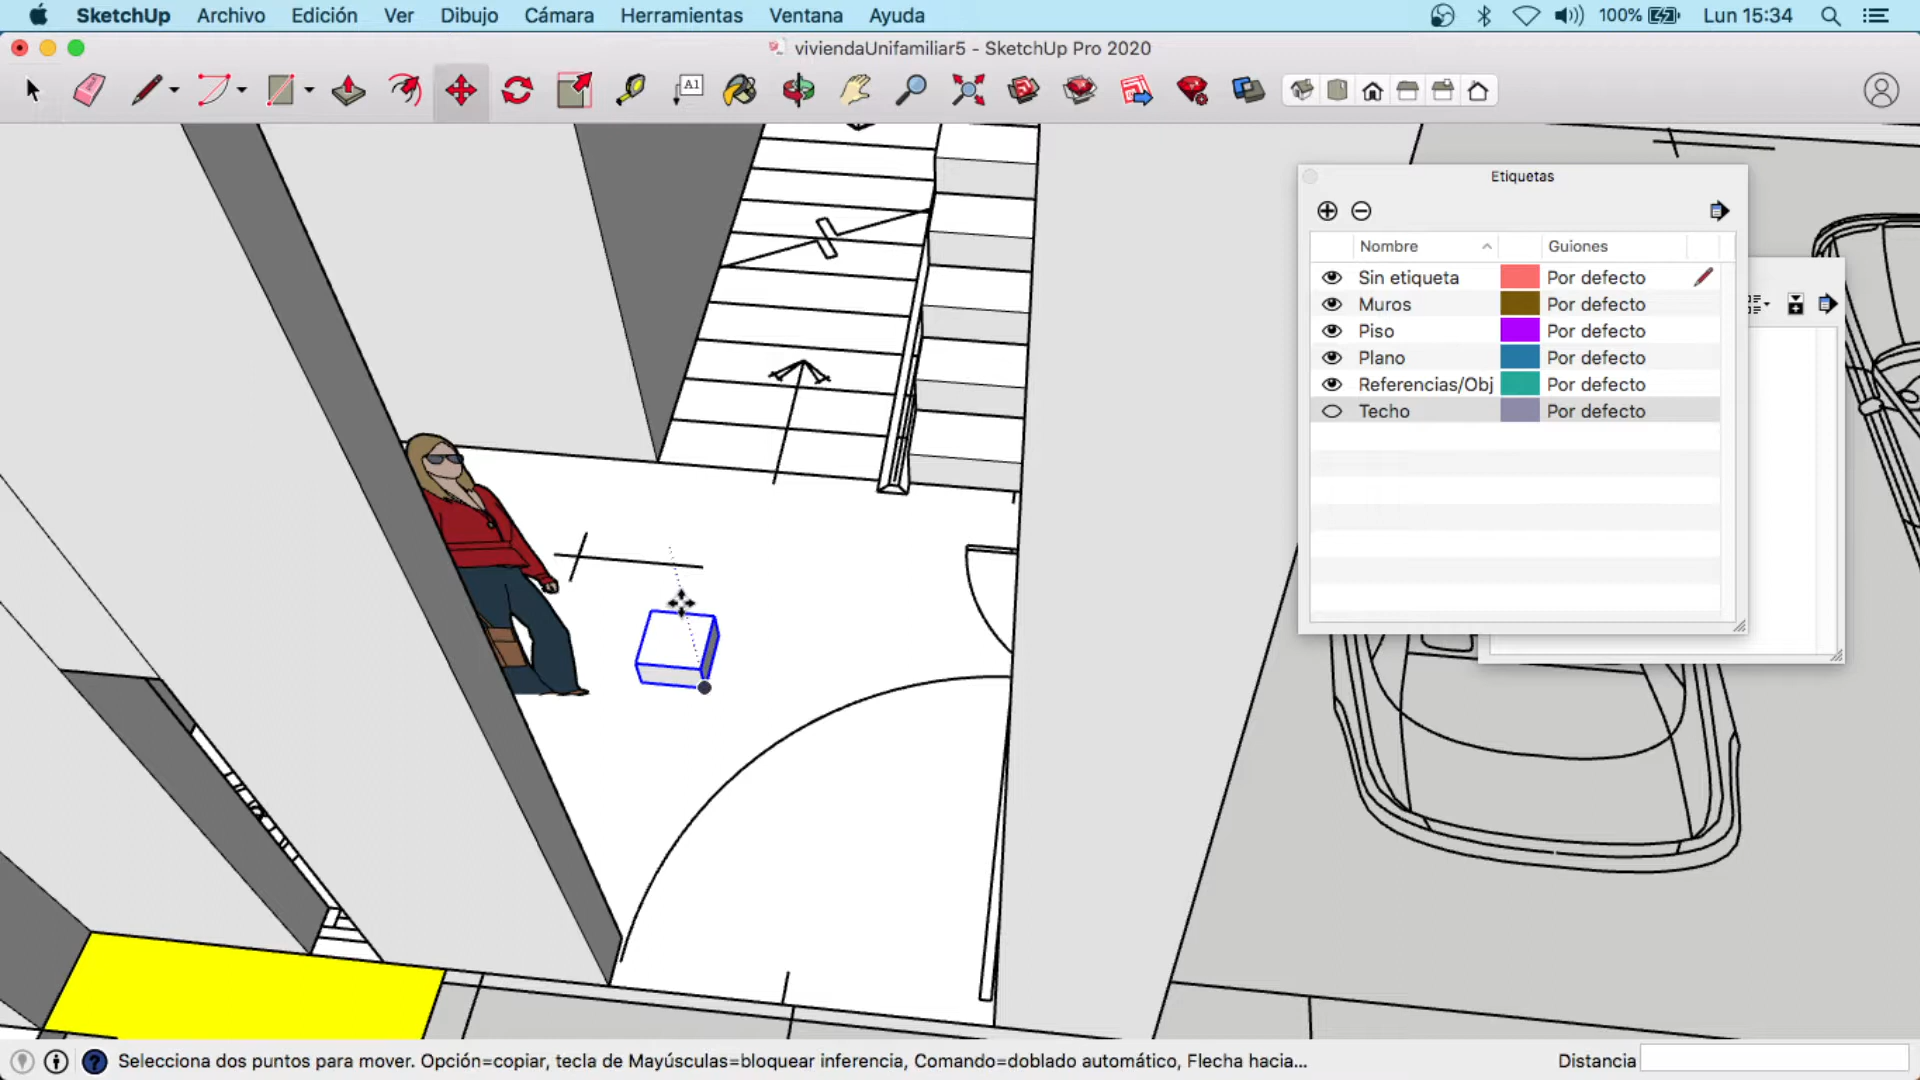 SketchUp Archivo Edición Ver Dibujo Cámara Herramientas Ventana Ayuda 100% Lun 15:34
viviendaUnifamiliar5 - SketchUp Pro 2020
A1
Etiquetas
Nombre Guiones
Sin etiqueta Por defecto
Muros Por defecto
Piso Por defecto
Plano Por defecto
Referencias/Obj Por defecto
Techo Por defecto
Selecciona dos puntos para mover. Opción=copiar, tecla de Mayúsculas=bloquear inferencia, Comando=doblado automático, Flecha hacia... Distancia